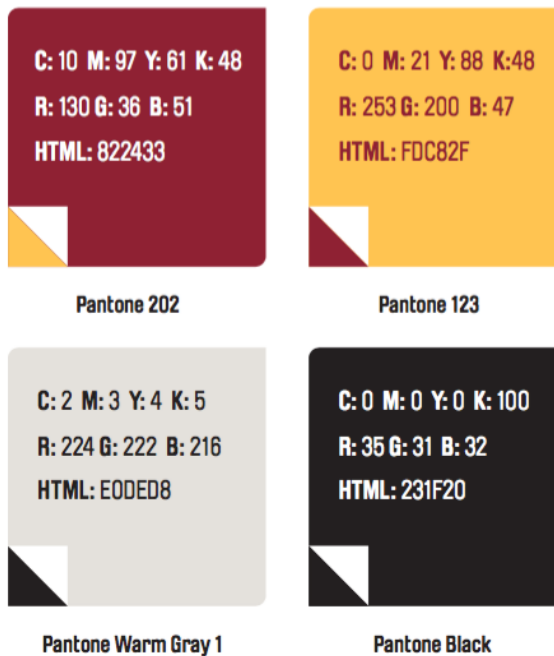 C: 10 M: 97 Y: 61 K: 48
R: 130 G: 36 B: 51
HTML: 822433
Pantone 202
C: 0 M: 21 Y: 88 K:48
R: 253 G: 200 B: 47
HTML: FDC82F
Pantone 123
C: 2 M: 3 Y: 4 K: 5
R: 224 G: 222 B: 216
HTML: E0DED8
Pantone Warm Gray 1
C: 0 M: 0 Y: 0 K: 100
R: 35 G: 31 B: 32
HTML: 231F20
Pantone Black